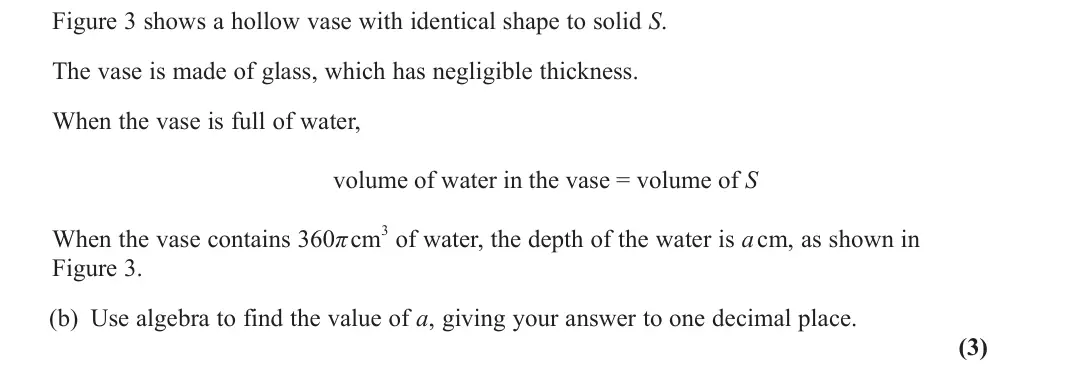 Figure 3 shows a hollow vase with identical shape to solid S.
The vase is made of glass, which has negligible thickness.
When the vase is full of water,
volume of water in the vase = volume of S
When the vase contains 360π cm³ of water, the depth of the water is a cm, as shown in
Figure 3.
(b) Use algebra to find the value of a, giving your answer to one decimal place.
(3)